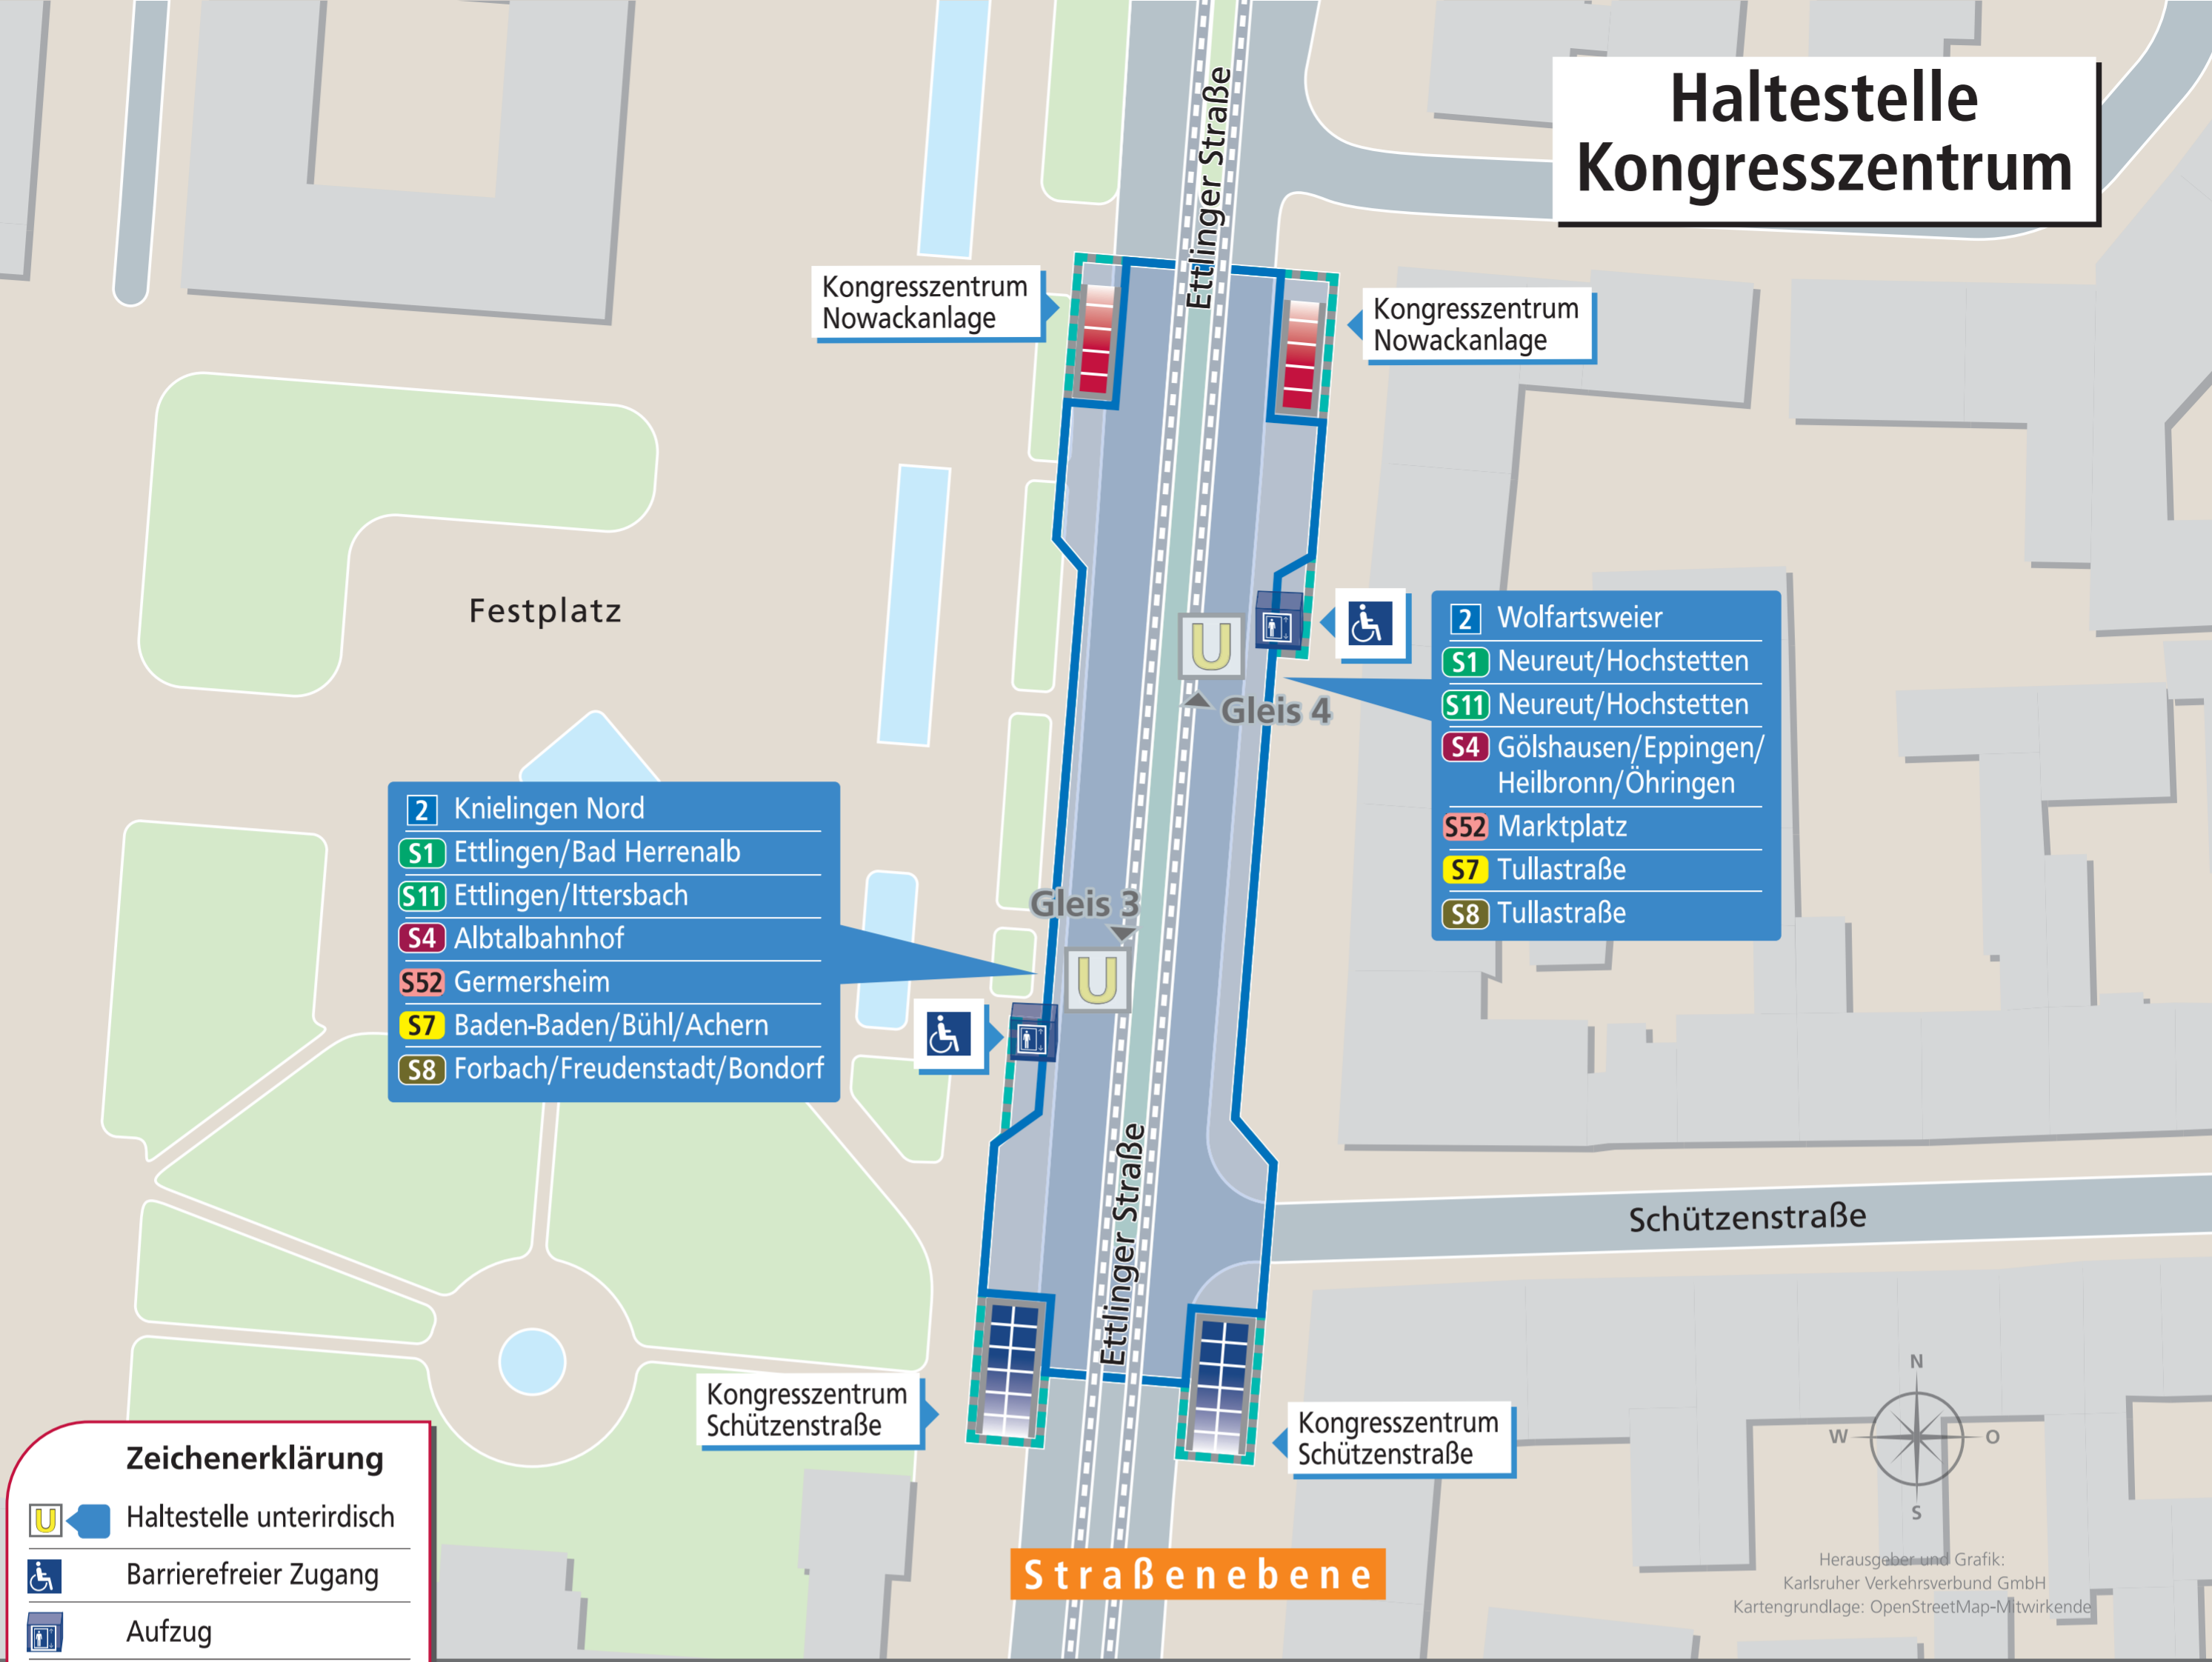 Haltestelle
Kongresszentrum
Ettlinger Straße
Kongresszentrum
Nowackanlage
Kongresszentrum
Nowackanlage
Festplatz
U
Gleis 4
2 Wolfartsweier
S1 Neureut/Hochstetten
S11 Neureut/Hochstetten
S4 Gölshausen/Eppingen/
Heilbronn/Öhringen
S52 Marktplatz
S7 Tullastraße
S8 Tullastraße
2 Knielingen Nord
S1 Ettlingen/Bad Herrenalb
S11 Ettlingen/Ittersbach
S4 Albtalbahnhof
S52 Germersheim
S7 Baden-Baden/Bühl/Achern
S8 Forbach/Freudenstadt/Bondorf
Gleis 3
U
Ettlinger Straße
Schützenstraße
Kongresszentrum
Schützenstraße
Kongresszentrum
Schützenstraße
N
W
O
S
Straßenebene
Zeichenerklärung
U Haltestelle unterirdisch
Barrierefreier Zugang
Aufzug
Herausgeber und Grafik:
Karlsruher Verkehrsverbund GmbH
Kartengrundlage: OpenStreetMap-Mitwirkende